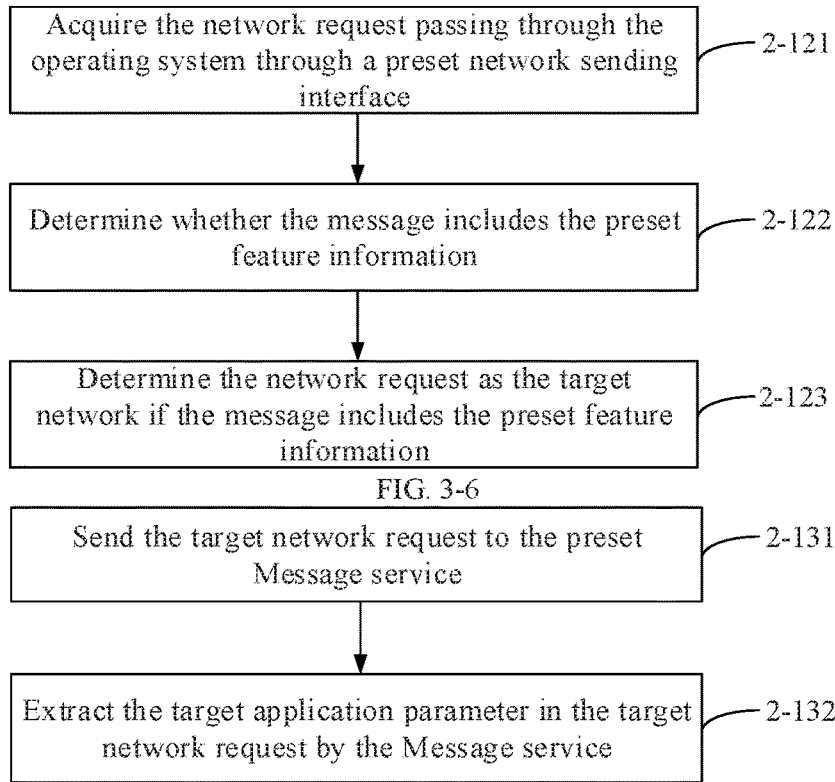 Acquire the network request passing through the
operating system through a preset network sending
interface
2-121
Determine whether the message includes the preset
feature information
2-122
Determine the network request as the target
network if the message includes the preset feature
information
2-123
FIG. 3-6
Send the target network request to the preset
Message service
2-131
Extract the target application parameter in the target
network request by the Message service
2-132